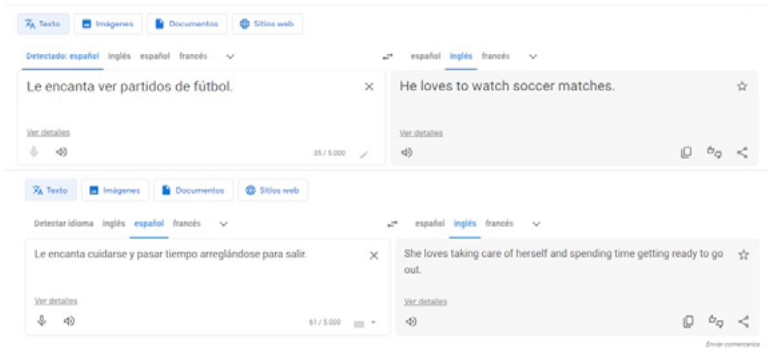 Texto Imágenes Documentos Sitios web
Detectado: español inglés español francés
español inglés francés
Le encanta ver partidos de fútbol.
He loves to watch soccer matches.
Ver detalles
Ver detalles
35 / 5.000
Texto Imágenes Documentos Sitios web
Detectar idioma inglés español francés
español inglés francés
Le encanta cuidarse y pasar tiempo arreglándose para salir.
She loves taking care of herself and spending time getting ready to go
out.
Ver detalles
Ver detalles
61 / 5.000
Enviar comentarios